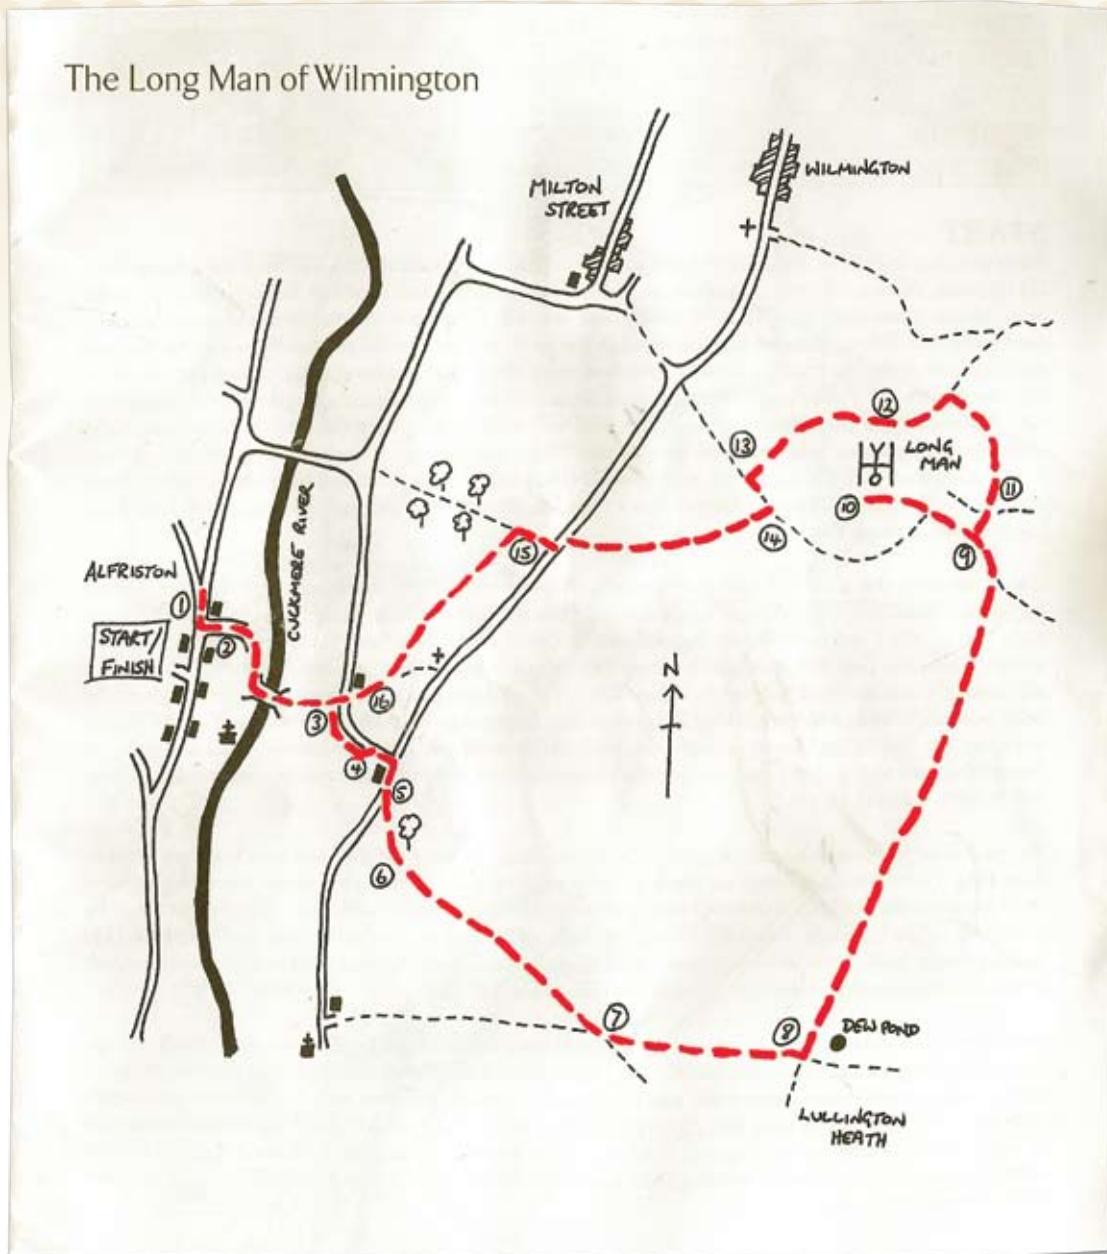 The Long Man of Wilmington
WILMINGTON
MILTON
STREET
12
13
LONG
MAN
11
10
14
9
15
CUCKMERE RIVER
ALFRISTON
1
START/
FINISH
2
N
16
3
4
5
6
7
8
DEW POND
LULLINGTON
HEATH